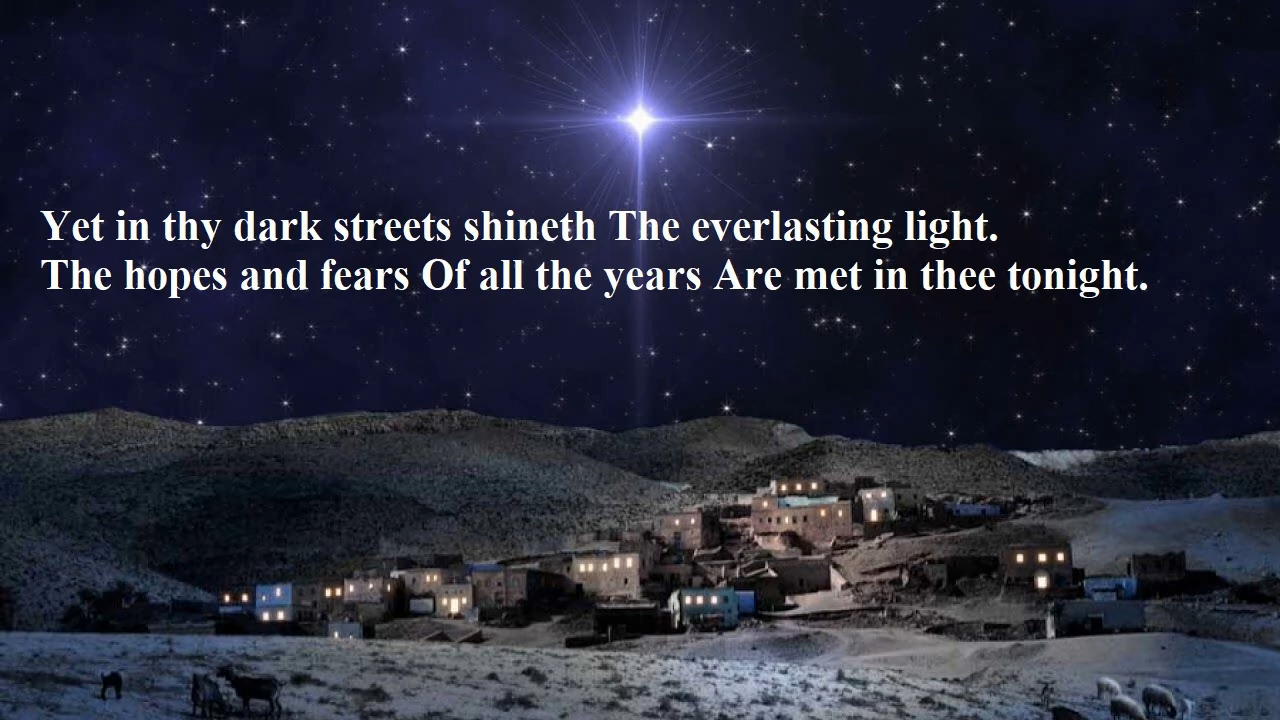 Yet in thy dark streets shineth The everlasting light.
The hopes and fears Of all the years Are met in thee tonight.